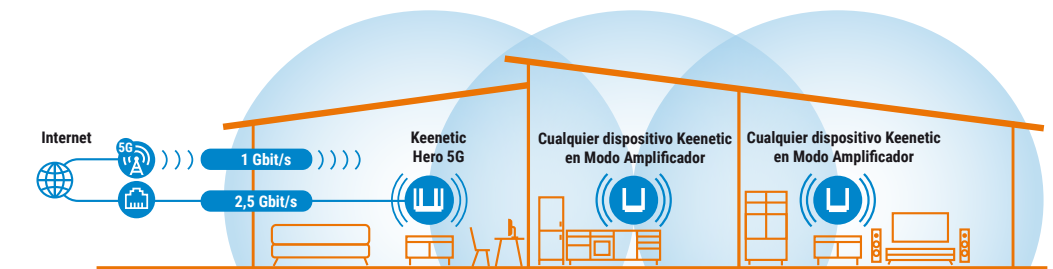 Internet
5G
1 Gbit/s
2,5 Gbit/s
Keenetic
Hero 5G
Cualquier dispositivo Keenetic
en Modo Amplificador
Cualquier dispositivo Keenetic
en Modo Amplificador